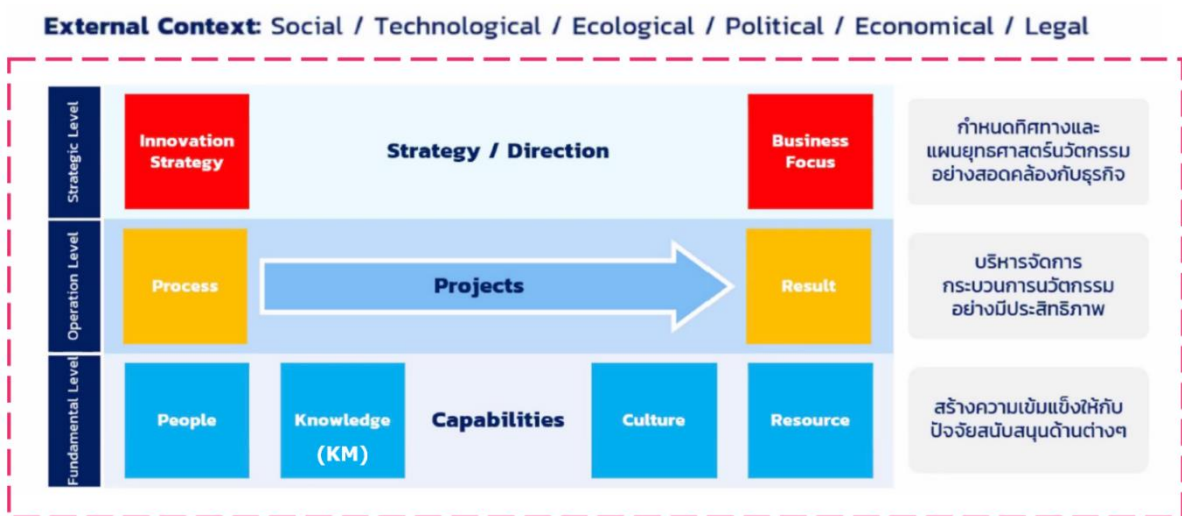 External Context: Social / Technological / Ecological / Political / Economical / Legal
Strategic Level
Innovation
Strategy
Strategy / Direction
Business
Focus
กำหนดทิศทางและ
แผนยุทธศาสตร์นวัตกรรม
อย่างสอดคล้องกับธุรกิจ
Operation Level
Process
Projects
Result
บริหารจัดการ
กระบวนการนวัตกรรม
อย่างมีประสิทธิภาพ
Fundamental Level
People
Knowledge
(KM)
Capabilities
Culture
Resource
สร้างความเข้มแข็งให้กับ
ปัจจัยสนับสนุนด้านต่างๆ